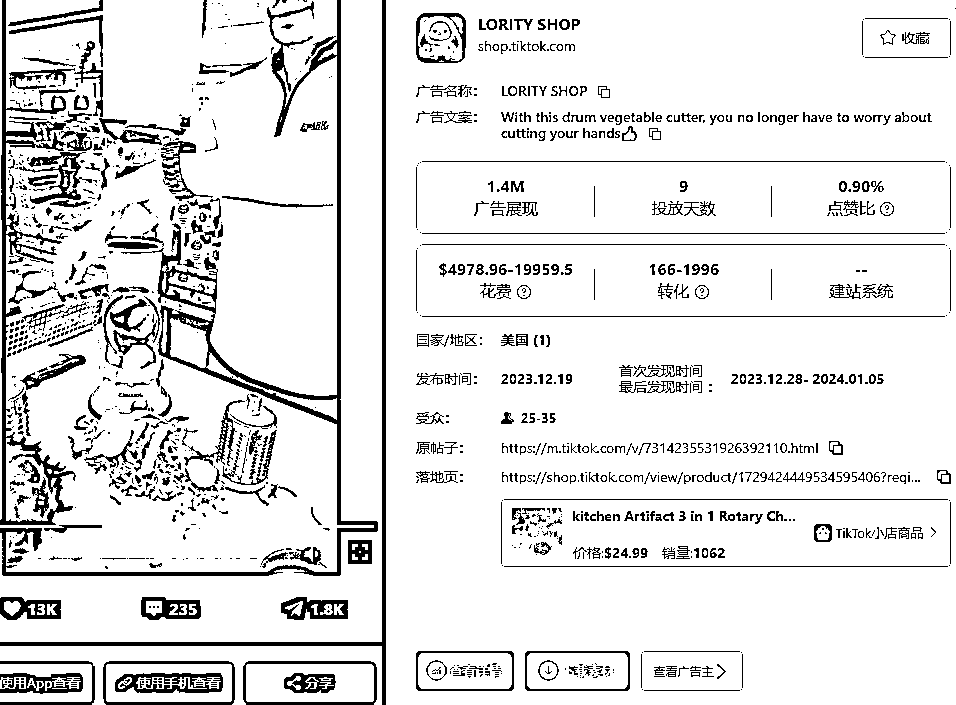 LORITY SHOP
shop.tiktok.com
收藏
广告名称: LORITY SHOP
广告文案: With this drum vegetable cutter, you no longer have to worry about
cutting your hands
1.4M 9 0.90%
广告展现 投放天数 点赞比
$4978.96-19959.5 166-1996 --
花费 转化 建站系统
国家/地区: 美国 (1)
发布时间: 2023.12.19 首次发现时间
最后发现时间: 2023.12.28- 2024.01.05
受众: 25-35
原帖子: https://m.tiktok.com/v/7314235531926392110.html
落地页: https://shop.tiktok.com/view/product/1729424449534595406?reqi...
kitchen Artifact 3 in 1 Rotary Ch...
价格:$24.99 销量:1062
TikTok小店商品
13K 235 1.8K
使用App查看 使用手机查看 分享
查看广告主